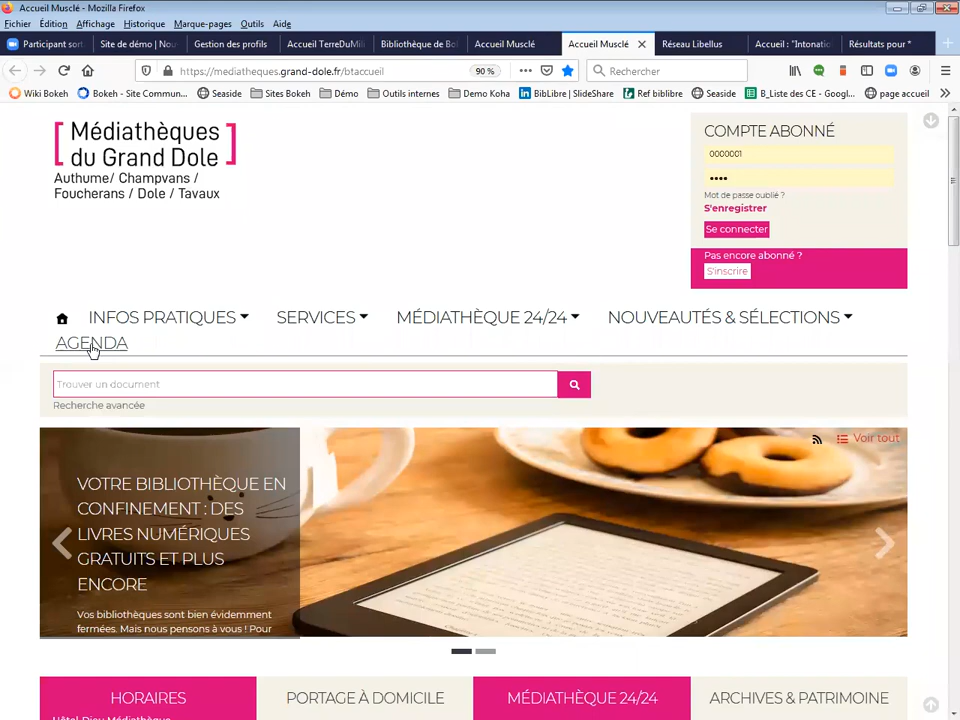 Accueil Musclé - Mozilla Firefox
Fichier Édition Affichage Historique Marque-pages Outils Aide
Participant sort Site de démo | Nou Gestion des profils Accueil TerreDuMil Bibliothèque de Bo Accueil Musclé Accueil Musclé Réseau Libellus Accueil : "Intonatio Résultats pour *
https://mediatheques.grand-dole.fr/btaccueil 90 % Rechercher
Wiki Bokeh Bokeh - Site Commun... Seaside Sites Bokeh Démo Outils internes Demo Koha BibLibre | SlideShare Ref biblibre Seaside B_Liste des CE - Googl... page accueil
Médiathèques
du Grand Dole
Authume/ Champvans /
Foucherans / Dole / Tavaux
COMPTE ABONNÉ
0000001
••••
Mot de passe oublié ?
S'enregistrer
Se connecter
Pas encore abonné ?
S'inscrire
INFOS PRATIQUES SERVICES MÉDIATHÈQUE 24/24 NOUVEAUTÉS & SÉLECTIONS
AGENDA
Trouver un document
Recherche avancée
Voir tout
VOTRE BIBLIOTHÈQUE EN
CONFINEMENT : DES
LIVRES NUMÉRIQUES
GRATUITS ET PLUS
ENCORE
Vos bibliothèques sont bien évidemment
fermées. Mais nous pensons à vous ! Pour
HORAIRES PORTAGE À DOMICILE MÉDIATHÈQUE 24/24 ARCHIVES & PATRIMOINE
Hôtel-Dieu Médiathèque